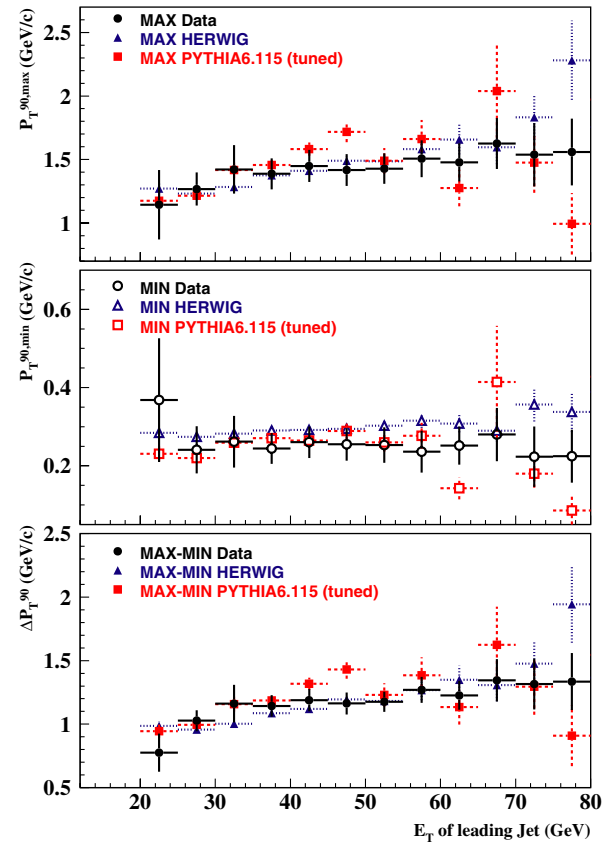 P_T^90,max (GeV/c)
2.5
2
1.5
1
MAX Data
MAX HERWIG
MAX PYTHIA6.115 (tuned)
P_T^90,min (GeV/c)
0.6
0.4
0.2
MIN Data
MIN HERWIG
MIN PYTHIA6.115 (tuned)
ΔP_T^90 (GeV/c)
2.5
2
1.5
1
0.5
MAX-MIN Data
MAX-MIN HERWIG
MAX-MIN PYTHIA6.115 (tuned)
20 30 40 50 60 70 80
E_T of leading Jet (GeV)